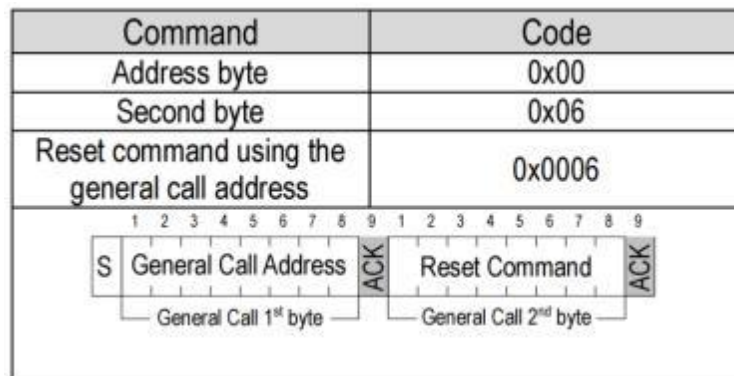 Command Code
Address byte 0x00
Second byte 0x06
Reset command using the
general call address 0x0006
1 2 3 4 5 6 7 8 9 1 2 3 4 5 6 7 8 9
S General Call Address ACK Reset Command ACK
General Call 1st byte General Call 2nd byte